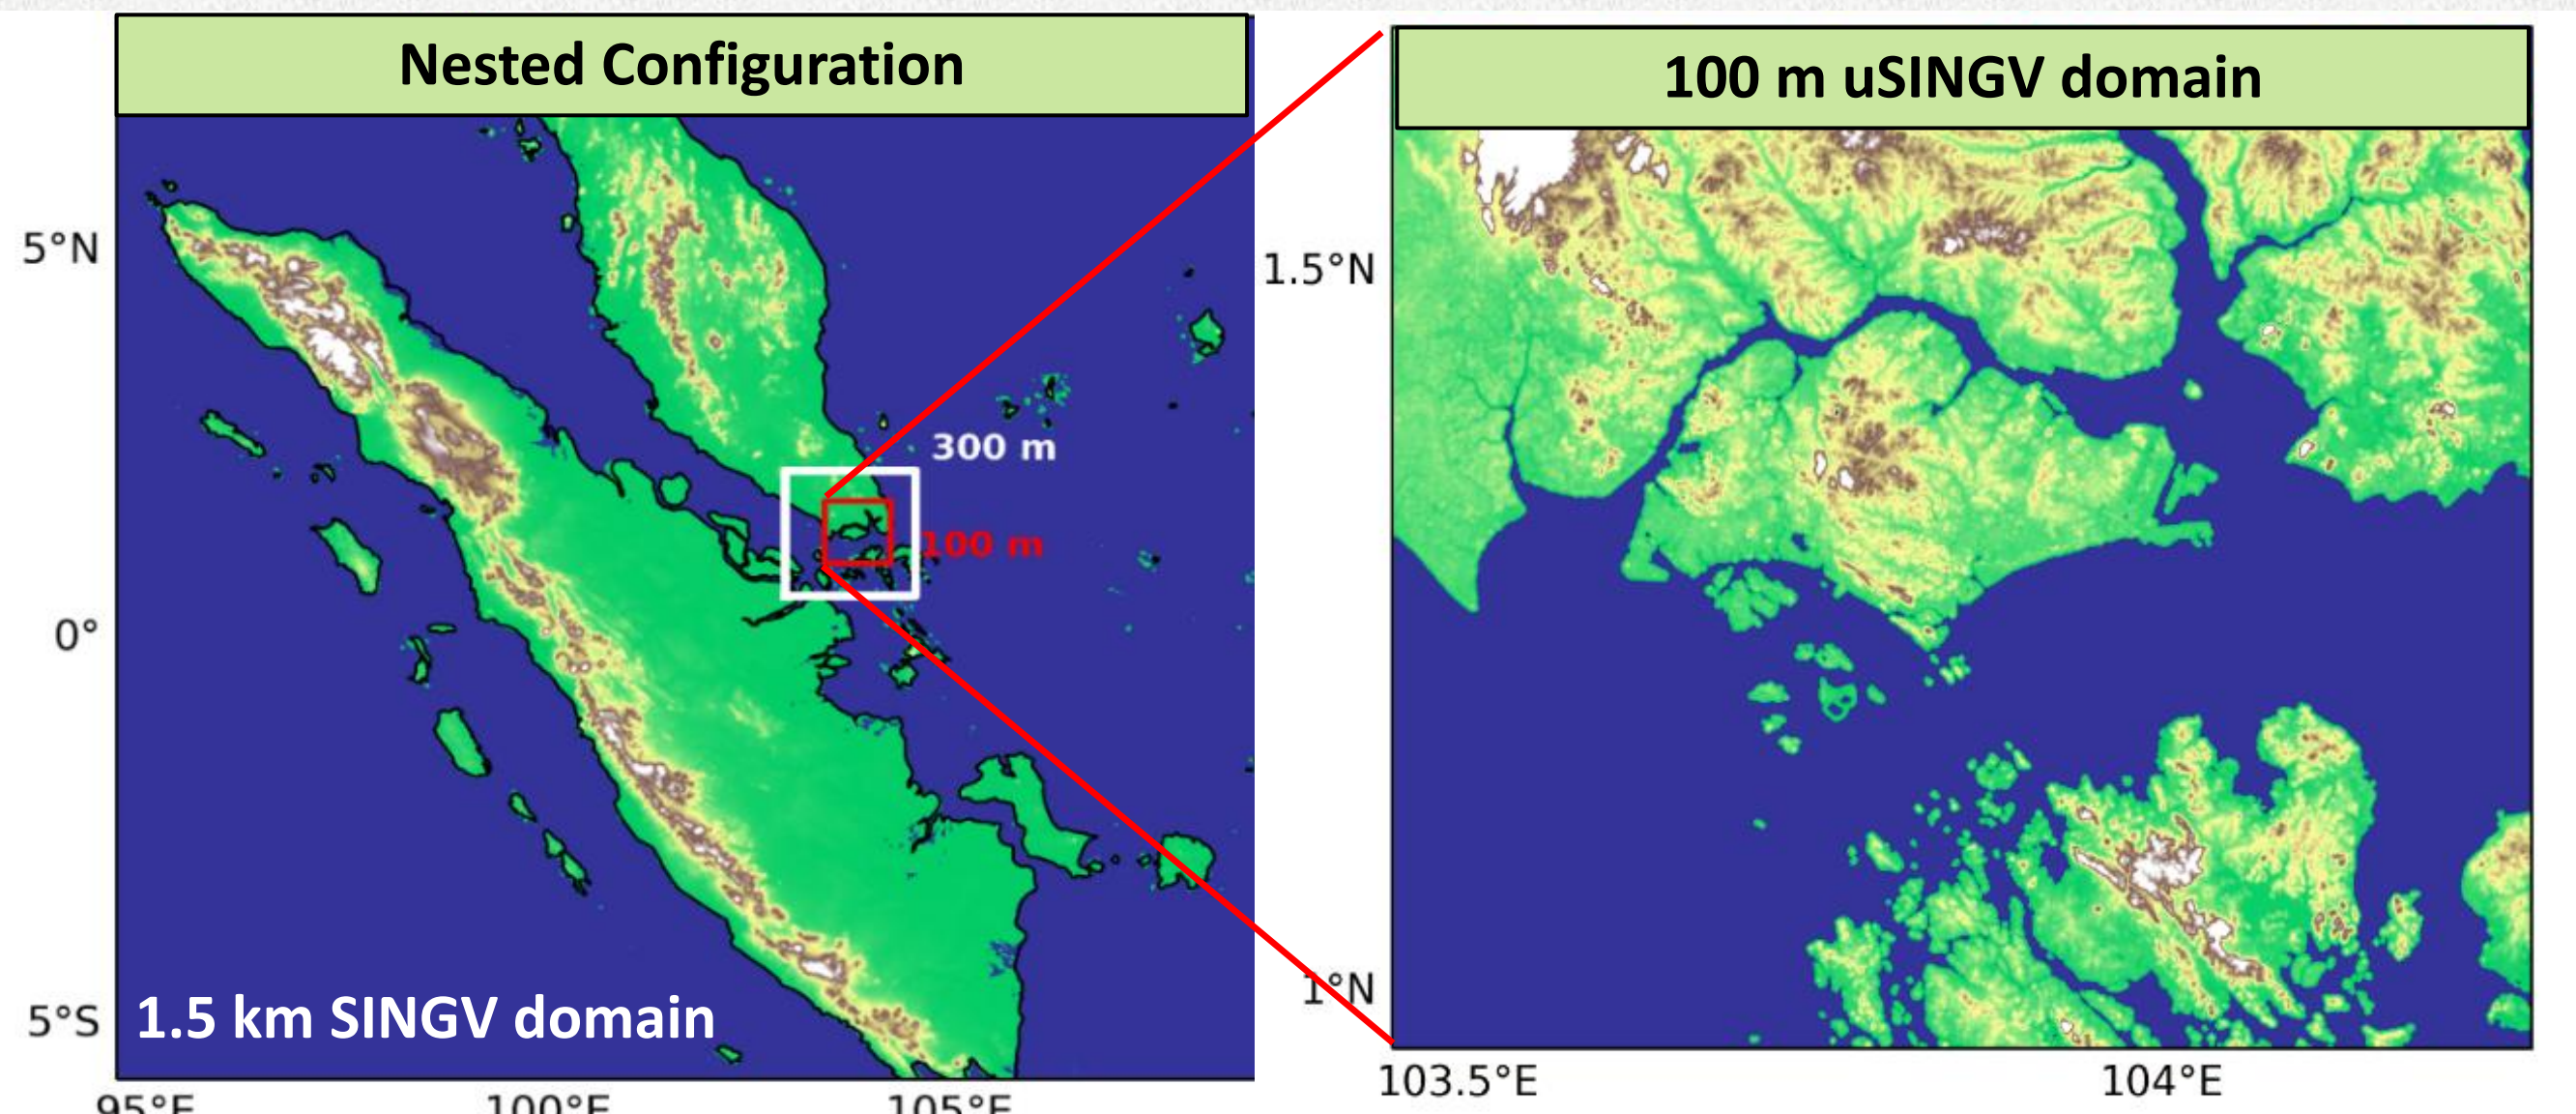 Nested Configuration
100 m uSINGV domain
5°N
0°
5°S
300 m
100 m
1.5 km SINGV domain
95°E
100°E
105°E
1.5°N
1°N
103.5°E
104°E